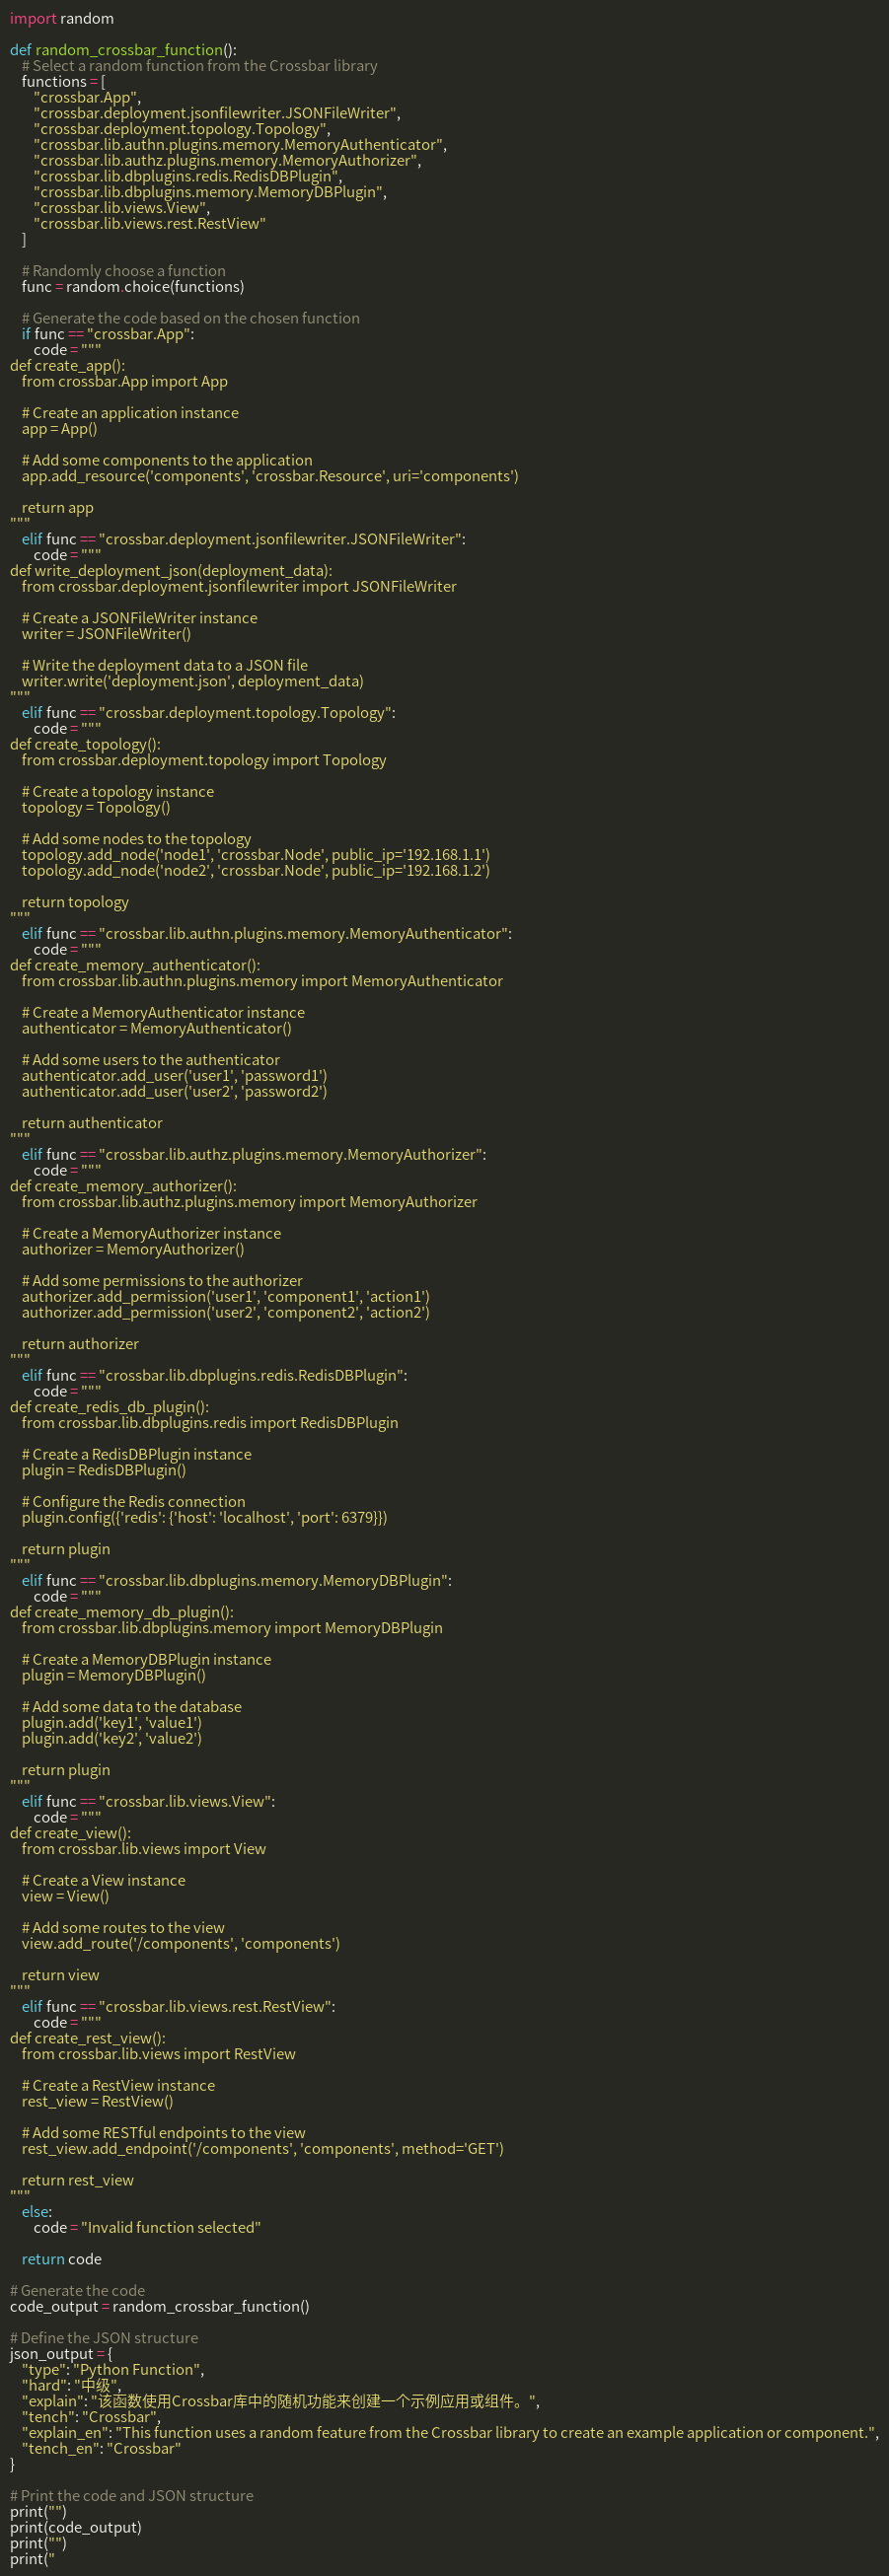 import random

def random_crossbar_function():
    # Select a random function from the Crossbar library
    functions = [
        "crossbar.App",
        "crossbar.deployment.jsonfilewriter.JSONFileWriter",
        "crossbar.deployment.topology.Topology",
        "crossbar.lib.authn.plugins.memory.MemoryAuthenticator",
        "crossbar.lib.authz.plugins.memory.MemoryAuthorizer",
        "crossbar.lib.dbplugins.redis.RedisDBPlugin",
        "crossbar.lib.dbplugins.memory.MemoryDBPlugin",
        "crossbar.lib.views.View",
        "crossbar.lib.views.rest.RestView"
    ]

    # Randomly choose a function
    func = random.choice(functions)

    # Generate the code based on the chosen function
    if func == "crossbar.App":
        code = """
def create_app():
    from crossbar.App import App

    # Create an application instance
    app = App()

    # Add some components to the application
    app.add_resource('components', 'crossbar.Resource', uri='components')

    return app
"""
    elif func == "crossbar.deployment.jsonfilewriter.JSONFileWriter":
        code = """
def write_deployment_json(deployment_data):
    from crossbar.deployment.jsonfilewriter import JSONFileWriter

    # Create a JSONFileWriter instance
    writer = JSONFileWriter()

    # Write the deployment data to a JSON file
    writer.write('deployment.json', deployment_data)
"""
    elif func == "crossbar.deployment.topology.Topology":
        code = """
def create_topology():
    from crossbar.deployment.topology import Topology

    # Create a topology instance
    topology = Topology()

    # Add some nodes to the topology
    topology.add_node('node1', 'crossbar.Node', public_ip='192.168.1.1')
    topology.add_node('node2', 'crossbar.Node', public_ip='192.168.1.2')

    return topology
"""
    elif func == "crossbar.lib.authn.plugins.memory.MemoryAuthenticator":
        code = """
def create_memory_authenticator():
    from crossbar.lib.authn.plugins.memory import MemoryAuthenticator

    # Create a MemoryAuthenticator instance
    authenticator = MemoryAuthenticator()

    # Add some users to the authenticator
    authenticator.add_user('user1', 'password1')
    authenticator.add_user('user2', 'password2')

    return authenticator
"""
    elif func == "crossbar.lib.authz.plugins.memory.MemoryAuthorizer":
        code = """
def create_memory_authorizer():
    from crossbar.lib.authz.plugins.memory import MemoryAuthorizer

    # Create a MemoryAuthorizer instance
    authorizer = MemoryAuthorizer()

    # Add some permissions to the authorizer
    authorizer.add_permission('user1', 'component1', 'action1')
    authorizer.add_permission('user2', 'component2', 'action2')

    return authorizer
"""
    elif func == "crossbar.lib.dbplugins.redis.RedisDBPlugin":
        code = """
def create_redis_db_plugin():
    from crossbar.lib.dbplugins.redis import RedisDBPlugin

    # Create a RedisDBPlugin instance
    plugin = RedisDBPlugin()

    # Configure the Redis connection
    plugin.config({'redis': {'host': 'localhost', 'port': 6379}})

    return plugin
"""
    elif func == "crossbar.lib.dbplugins.memory.MemoryDBPlugin":
        code = """
def create_memory_db_plugin():
    from crossbar.lib.dbplugins.memory import MemoryDBPlugin

    # Create a MemoryDBPlugin instance
    plugin = MemoryDBPlugin()

    # Add some data to the database
    plugin.add('key1', 'value1')
    plugin.add('key2', 'value2')

    return plugin
"""
    elif func == "crossbar.lib.views.View":
        code = """
def create_view():
    from crossbar.lib.views import View

    # Create a View instance
    view = View()

    # Add some routes to the view
    view.add_route('/components', 'components')

    return view
"""
    elif func == "crossbar.lib.views.rest.RestView":
        code = """
def create_rest_view():
    from crossbar.lib.views import RestView

    # Create a RestView instance
    rest_view = RestView()

    # Add some RESTful endpoints to the view
    rest_view.add_endpoint('/components', 'components', method='GET')

    return rest_view
"""
    else:
        code = "Invalid function selected"

    return code

# Generate the code
code_output = random_crossbar_function()

# Define the JSON structure
json_output = {
    "type": "Python Function",
    "hard": "中级",
    "explain": "该函数使用Crossbar库中的随机功能来创建一个示例应用或组件。",
    "tench": "Crossbar",
    "explain_en": "This function uses a random feature from the Crossbar library to create an example application or component.",
    "tench_en": "Crossbar"
}

# Print the code and JSON structure
print("")
print(code_output)
print("")
print("